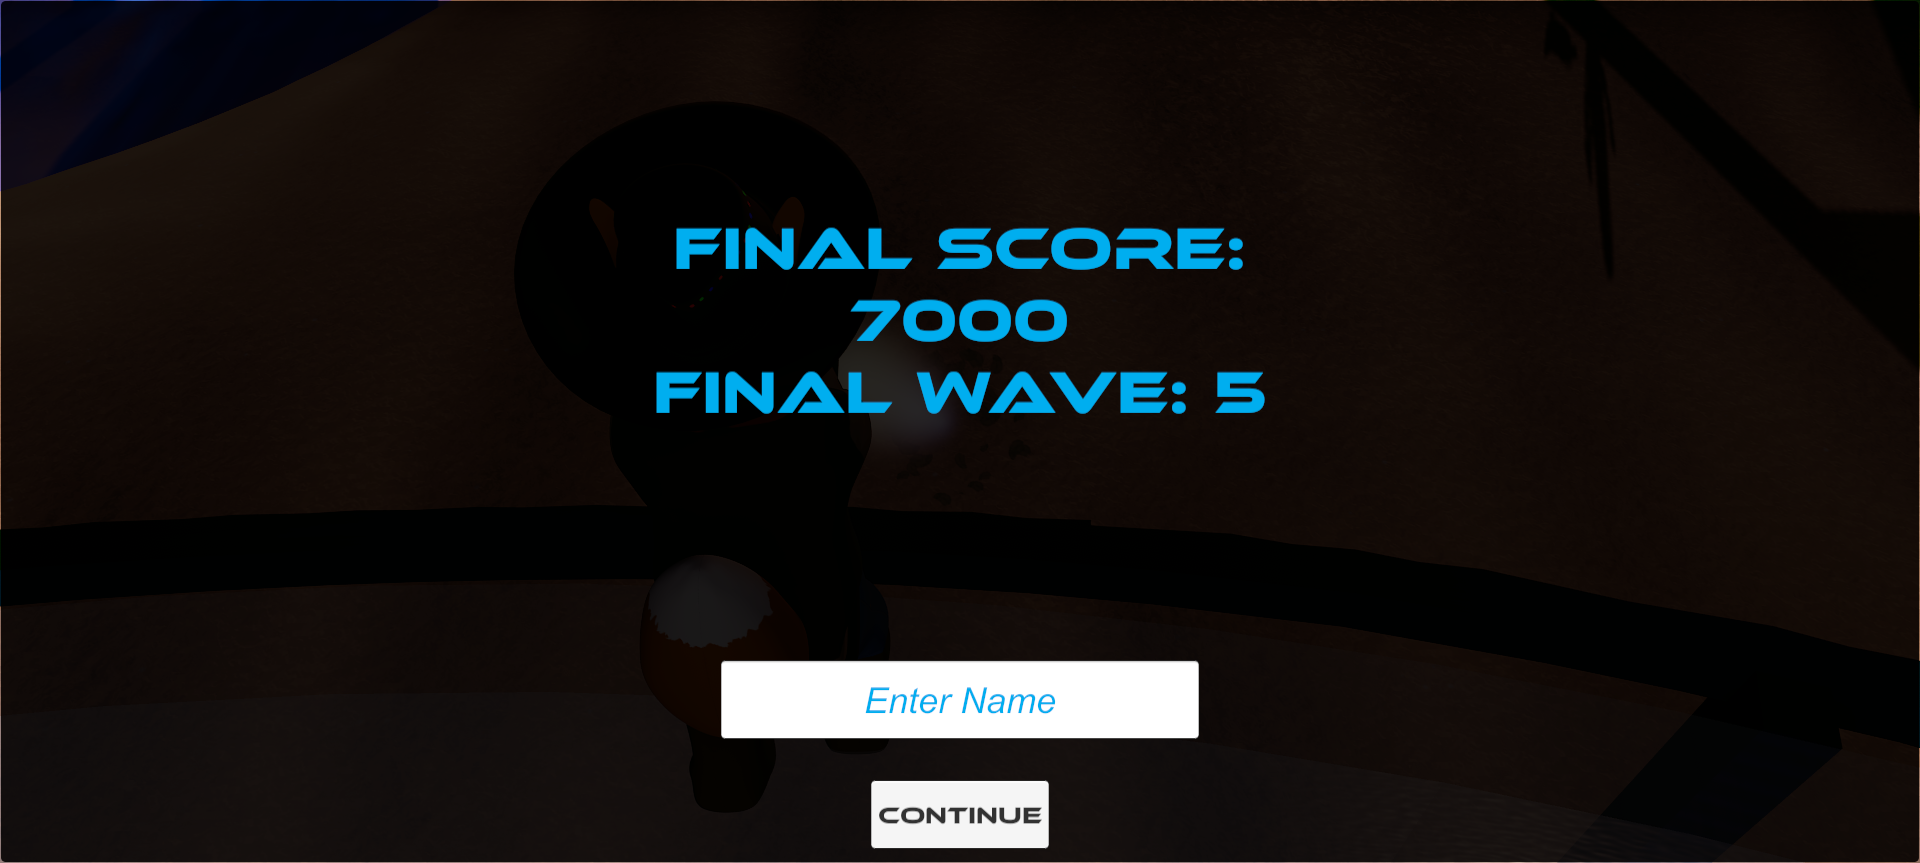 FINAL SCORE:
7000
FINAL WAVE: 5
Enter Name
CONTINUE